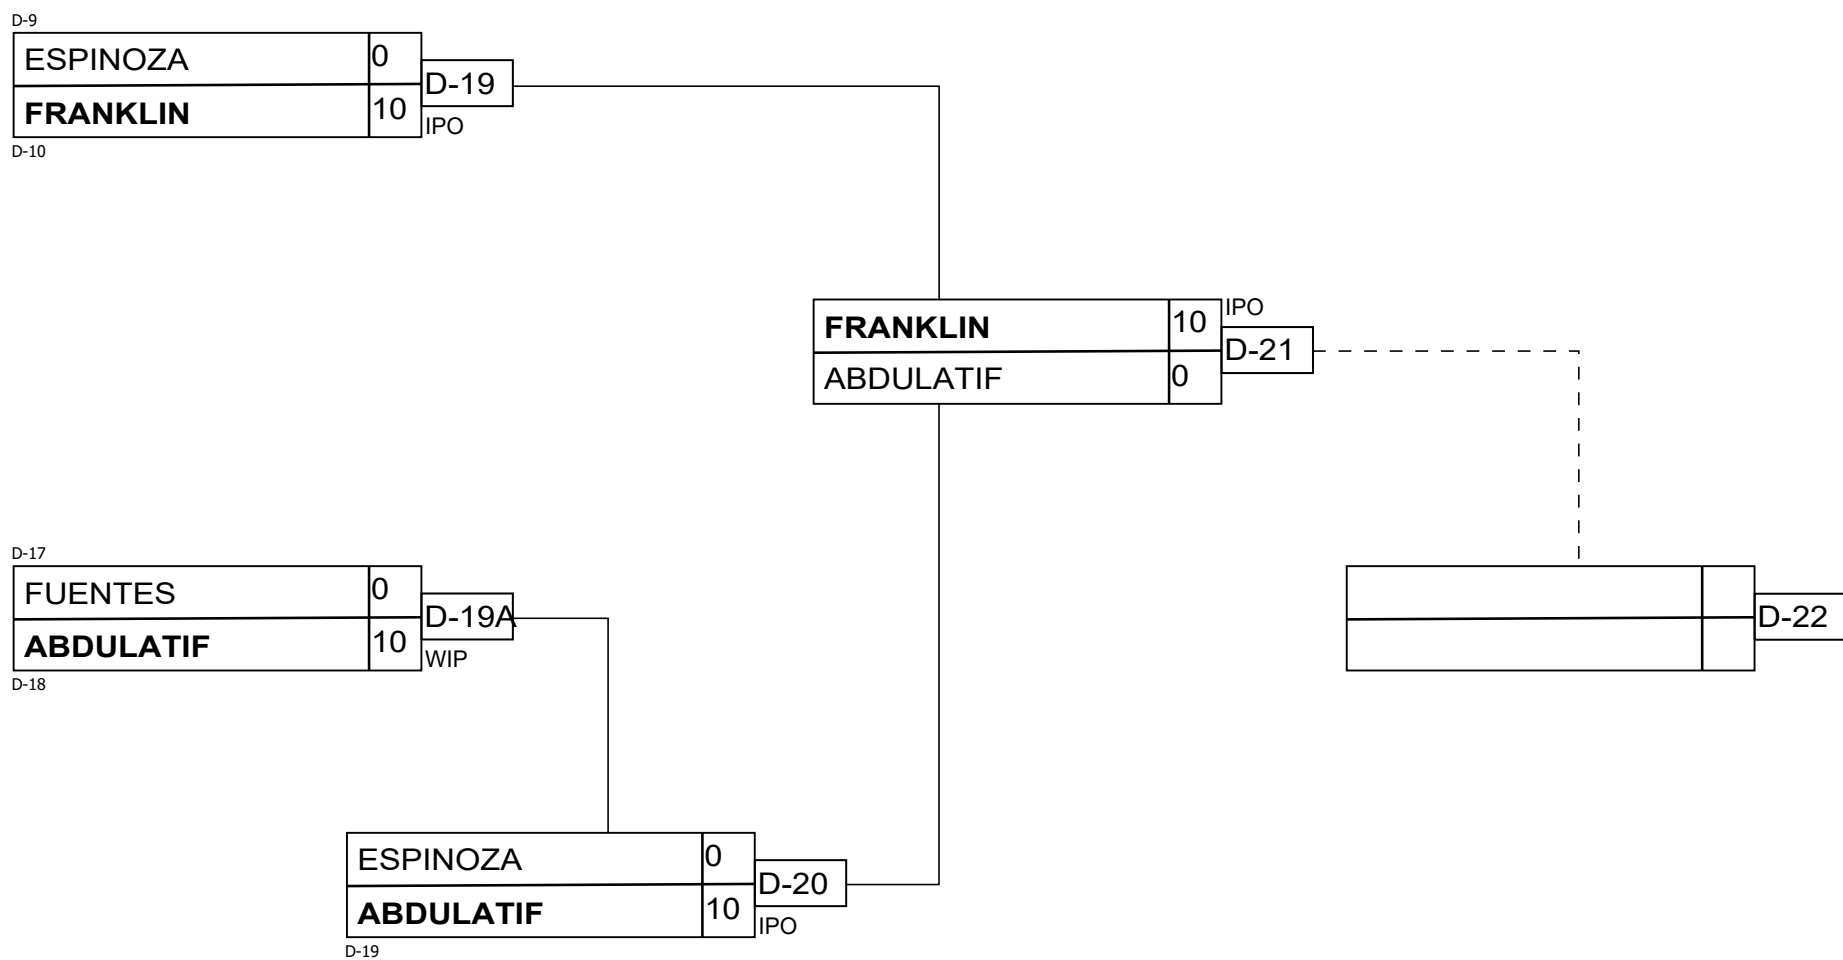 D-9
ESPINOZA 0
D-19
FRANKLIN 10
IPO
D-10
FRANKLIN 10
IPO
D-21
ABDULATIF 0
D-17
FUENTES 0
D-19A
ABDULATIF 10
WIP
D-18
D-22
ESPINOZA 0
D-20
ABDULATIF 10
IPO
D-19